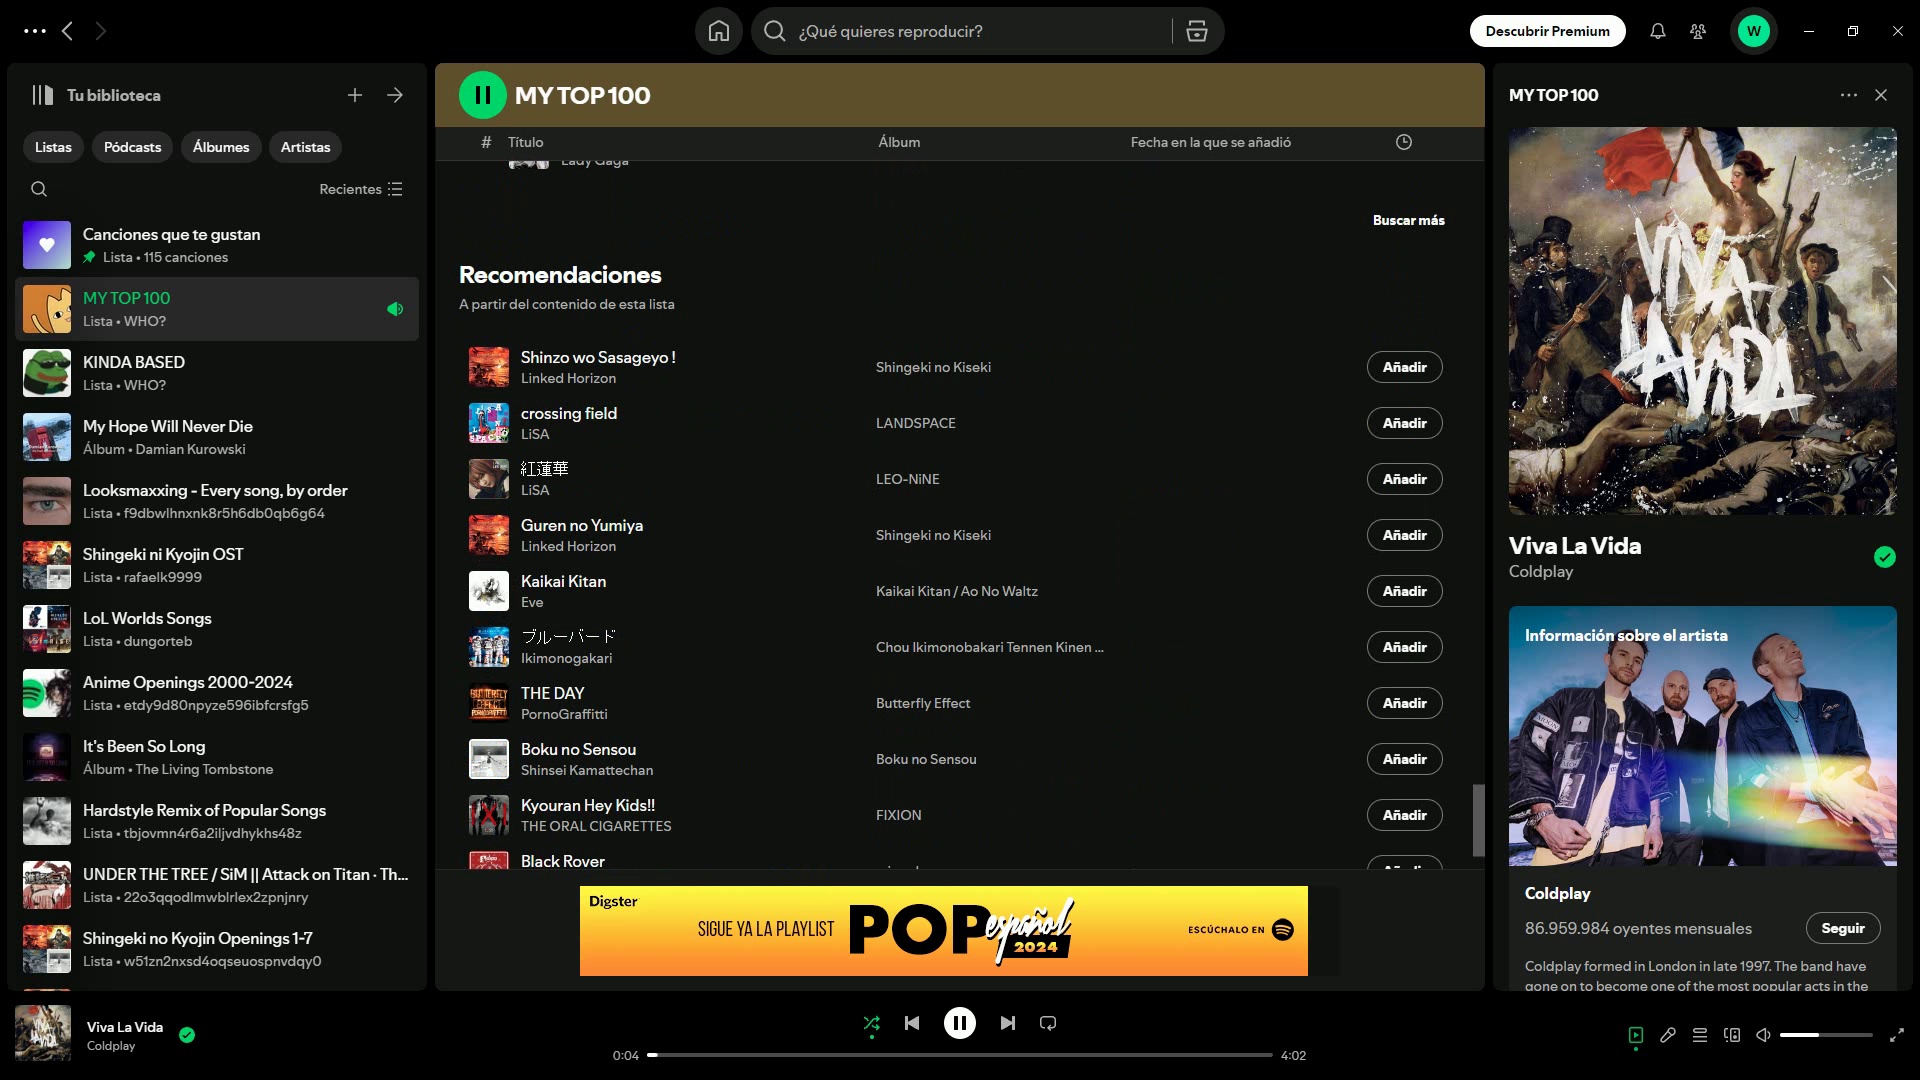 ¿Qué quieres reproducir?
Descubrir Premium
W
Tu biblioteca
Listas
Pódcasts
Álbumes
Artistas
Recientes
Canciones que te gustan
Lista • 115 canciones
MY TOP 100
Lista • WHO?
KINDA BASED
Lista • WHO?
My Hope Will Never Die
Álbum • Damian Kurowski
Looksmaxxing - Every song, by order
Lista • f9dbwlhnxnk8r5h6db0qb6g64
Shingeki ni Kyojin OST
Lista • rafaelk9999
LoL Worlds Songs
Lista • dungorteb
Anime Openings 2000-2024
Lista • etdy9d80npyze596ibfcrsfg5
It's Been So Long
Álbum • The Living Tombstone
Hardstyle Remix of Popular Songs
Lista • tbjovmn4r6a2iljvdhykhs48z
UNDER THE TREE / SiM || Attack on Titan · Th...
Lista • 22o3qqodlmwblrlex2zpnjnry
Shingeki no Kyojin Openings 1-7
Lista • w51zn2nxsd4oqseuospnvdqy0
MY TOP 100
# Título Álbum Fecha en la que se añadió
Lady Gaga
Buscar más
Recomendaciones
A partir del contenido de esta lista
Shinzo wo Sasageyo !
Linked Horizon
Shingeki no Kiseki
Añadir
crossing field
LiSA
LANDSPACE
Añadir
紅蓮華
LiSA
LEO-NiNE
Añadir
Guren no Yumiya
Linked Horizon
Shingeki no Kiseki
Añadir
Kaikai Kitan
Eve
Kaikai Kitan / Ao No Waltz
Añadir
ブルーバード
Ikimonogakari
Chou Ikimonobakari Tennen Kinen ...
Añadir
THE DAY
PornoGraffitti
Butterfly Effect
Añadir
Boku no Sensou
Shinsei Kamattechan
Boku no Sensou
Añadir
Kyouran Hey Kids!!
THE ORAL CIGARETTES
FIXION
Añadir
Black Rover
Digster
SIGUE YA LA PLAYLIST
POP español
2024
ESCÚCHALO EN
MY TOP 100
VIVA
LA VIDA
Viva La Vida
Coldplay
Información sobre el artista
Coldplay
86.959.984 oyentes mensuales
Seguir
Coldplay formed in London in late 1997. The band have
gone on to become one of the most popular acts in the
Viva La Vida
Coldplay
0:04
4:02